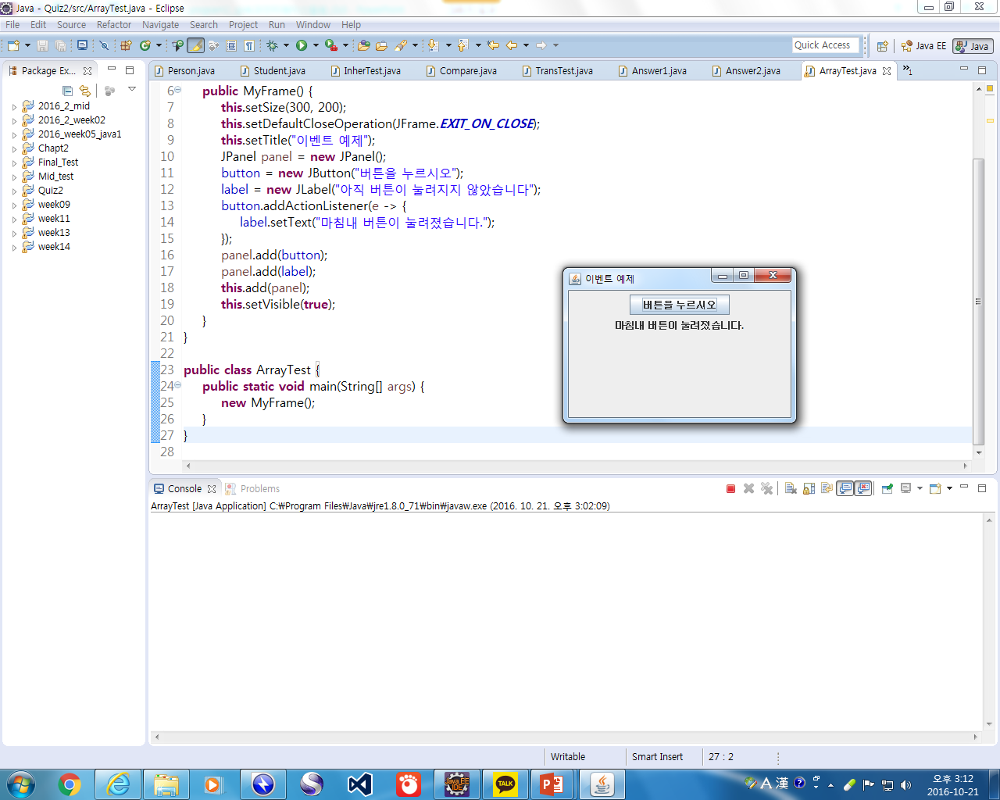 Java - Quiz2/src/ArrayTest.java - Eclipse
File Edit Source Refactor Navigate Search Project Run Window Help
Quick Access
Java EE
Java
Package Ex...
2016_2_mid
2016_2_week02
2016_week05_java1
Chapt2
Final_Test
Mid_test
Quiz2
week09
week11
week13
week14
Person.java Student.java InherTest.java Compare.java TransTest.java Answer1.java Answer2.java ArrayTest.java »1
6 public MyFrame() {
7 this.setSize(300, 200);
8 this.setDefaultCloseOperation(JFrame.EXIT_ON_CLOSE);
9 this.setTitle("이벤트 예제");
10 JPanel panel = new JPanel();
11 button = new JButton("버튼을 누르시오");
12 label = new JLabel("아직 버튼이 눌려지지 않았습니다");
13 button.addActionListener(e -> {
14 label.setText("마침내 버튼이 눌려졌습니다.");
15 });
16 panel.add(button);
17 panel.add(label);
18 this.add(panel);
19 this.setVisible(true);
20 }
21 }
22
23 public class ArrayTest {
24 public static void main(String[] args) {
25 new MyFrame();
26 }
27 }
28
이벤트 예제
버튼을 누르시오
마침내 버튼이 눌려졌습니다.
Console Problems
ArrayTest [Java Application] C:₩Program Files₩Java₩jre1.8.0_71₩bin₩javaw.exe (2016. 10. 21. 오후 3:02:09)
Writable Smart Insert 27 : 2
Java EE
IDE
TALK
A 漢
오후 3:12
2016-10-21